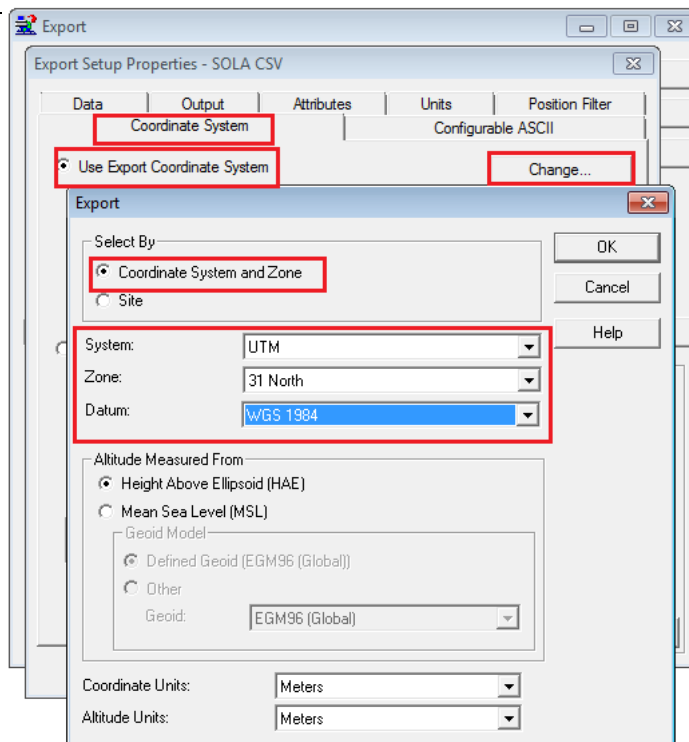 Export
Export Setup Properties - SOLA CSV
Data Output Attributes Units Position Filter
Coordinate System Configurable ASCII
Use Export Coordinate System Change...
Export
Select By
Coordinate System and Zone
Site
OK
Cancel
Help
System: UTM
Zone: 31 North
Datum: WGS 1984
Altitude Measured From
Height Above Ellipsoid (HAE)
Mean Sea Level (MSL)
Geoid Model
Defined Geoid (EGM96 (Global))
Other
Geoid: EGM96 (Global)
Coordinate Units: Meters
Altitude Units: Meters